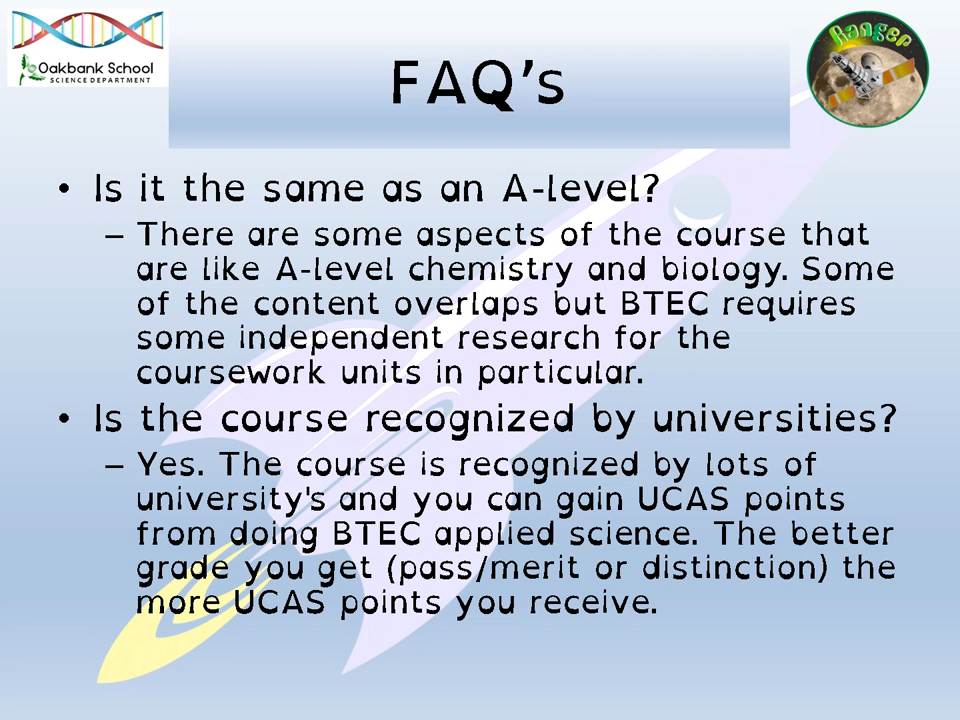 Oakbank School
SCIENCE DEPARTMENT
Ranger
FAQ's
• Is it the same as an A-level?
– There are some aspects of the course that
are like A-level chemistry and biology. Some
of the content overlaps but BTEC requires
some independent research for the
coursework units in particular.
• Is the course recognized by universities?
– Yes. The course is recognized by lots of
university's and you can gain UCAS points
from doing BTEC applied science. The better
grade you get (pass/merit or distinction) the
more UCAS points you receive.